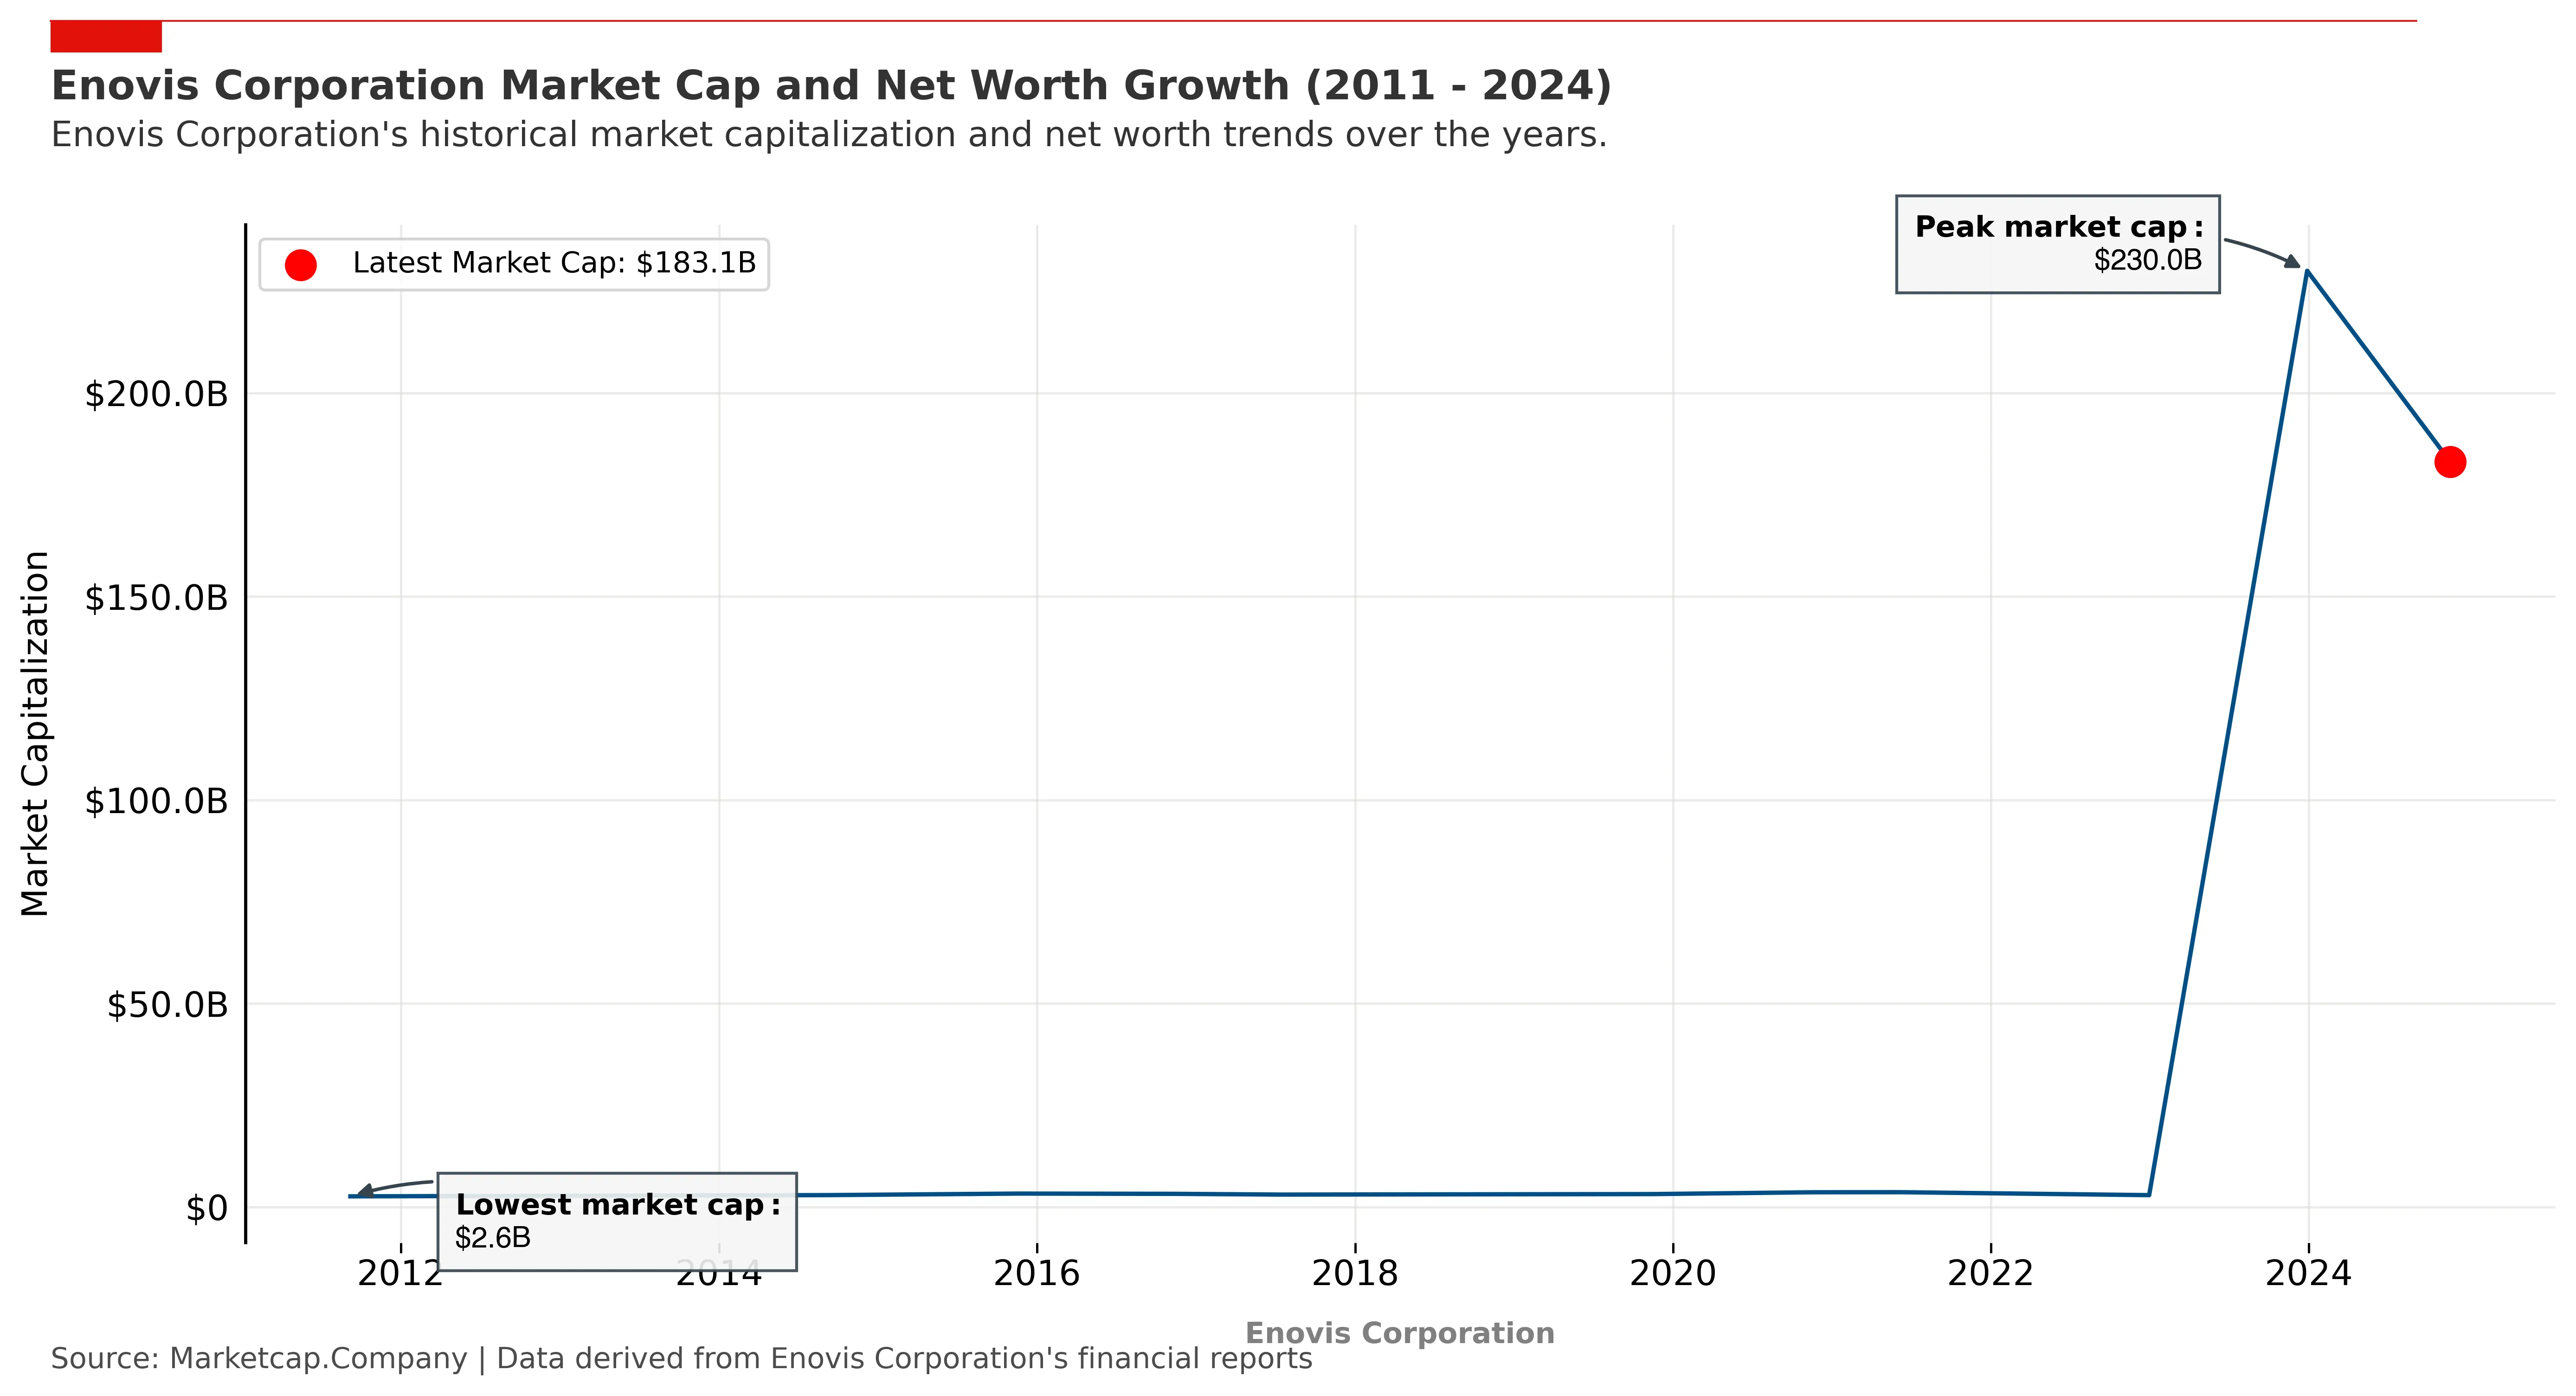 Enovis Corporation Market Cap and Net Worth Growth (2011 - 2024)
Enovis Corporation's historical market capitalization and net worth trends over the years.
Peak market cap:
$230.0B
Latest Market Cap: $183.1B
Market Capitalization
$200.0B
$150.0B
$100.0B
$50.0B
$0
Lowest market cap:
$2.6B
2012
2014
2016
2018
2020
2022
2024
Enovis Corporation
Source: Marketcap.Company | Data derived from Enovis Corporation's financial reports